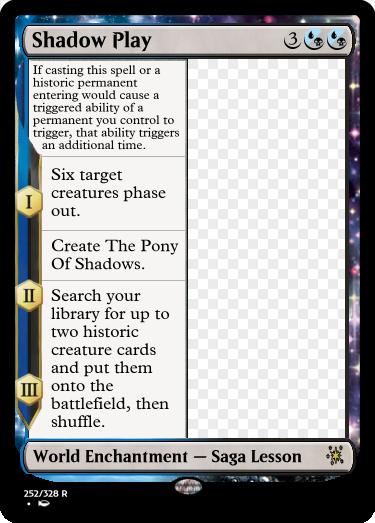 Shadow Play 3
If casting this spell or a
historic permanent
entering would cause a
triggered ability of a
permanent you control to
trigger, that ability triggers
an additional time.
I
Six target
creatures phase
out.
Create The Pony
Of Shadows.
II
Search your
library for up to
two historic
creature cards
and put them
onto the
battlefield, then
shuffle.
III
World Enchantment — Saga Lesson
252/328 R
•